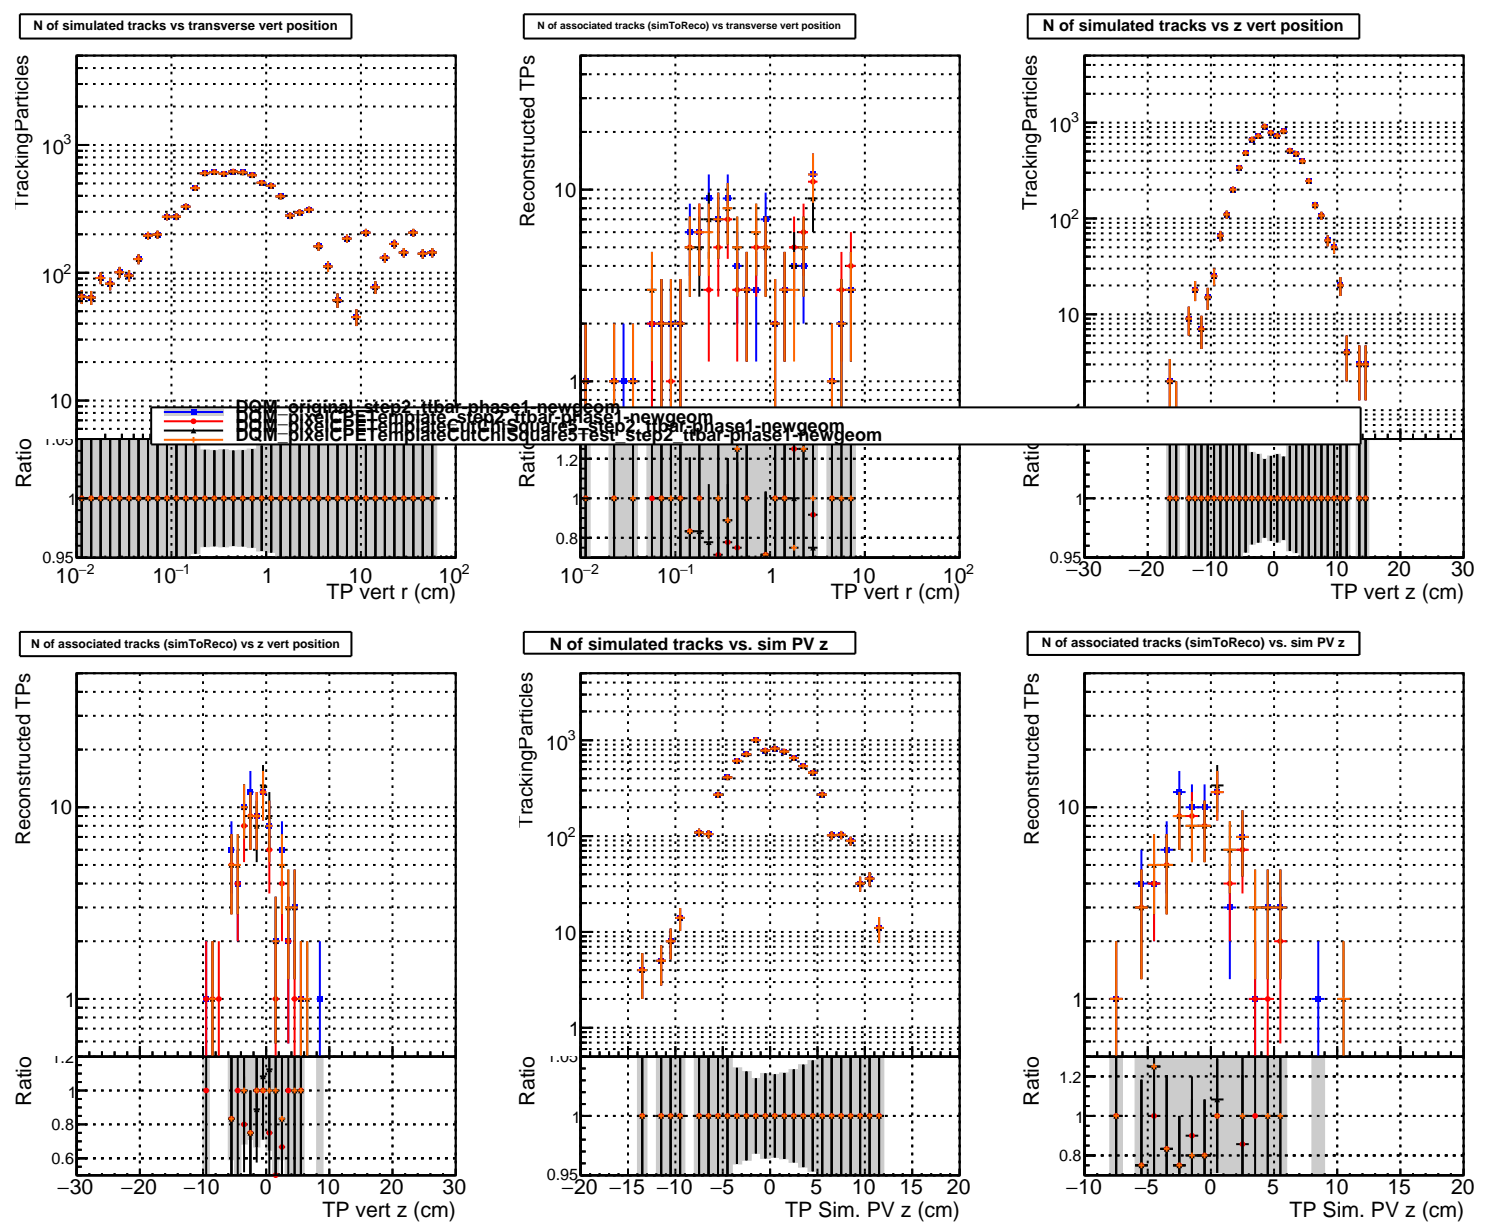 N of simulated tracks vs transverse vert position
TrackingParticles
10³
10²
10
Ratio
1.05
1
0.95
10⁻² 10⁻¹ 1 10 10²
TP vert r (cm)
N of associated tracks (simToReco) vs transverse vert position
Reconstructed TPs
10
1
Ratio
1.2
1
0.8
10⁻² 10⁻¹ 1 10 10²
TP vert r (cm)
N of simulated tracks vs z vert position
TrackingParticles
10³
10²
10
1
Ratio
1
0.95
−30 −20 −10 0 10 20 30
TP vert z (cm)
DQM_original_step2_ttbar-phase1-newgeom
DQM_pixelCPETemplate_step2_ttbar-phase1-newgeom
DQM_pixelCPETemplateCutChiSquare5_step2_ttbar-phase1-newgeom
DQM_pixelCPETemplateCutChiSquare5Test_step2_ttbar-phase1-newgeom
N of associated tracks (simToReco) vs z vert position
Reconstructed TPs
10
1
Ratio
1.2
1
0.8
0.6
−30 −20 −10 0 10 20 30
TP vert z (cm)
N of simulated tracks vs. sim PV z
TrackingParticles
10³
10²
10
1
Ratio
1.05
1
0.95
−20 −15 −10 −5 0 5 10 15 20
TP Sim. PV z (cm)
N of associated tracks (simToReco) vs. sim PV z
Reconstructed TPs
10
1
Ratio
1.2
1
0.8
−10 −5 0 5 10 15 20
TP Sim. PV z (cm)